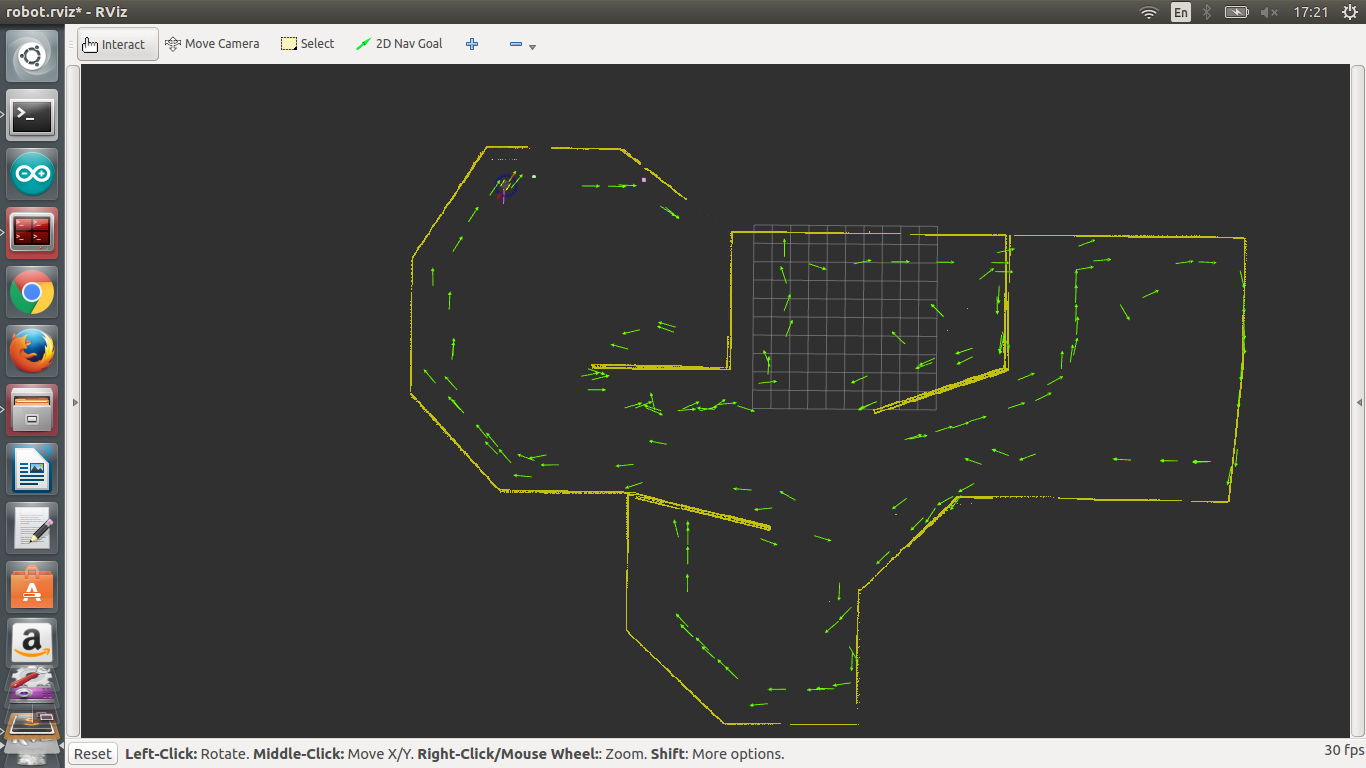 robot.rviz* - RViz
En
17:21
Interact
Move Camera
Select
2D Nav Goal
Reset
Left-Click: Rotate. Middle-Click: Move X/Y. Right-Click/Mouse Wheel:: Zoom. Shift: More options.
30 fps